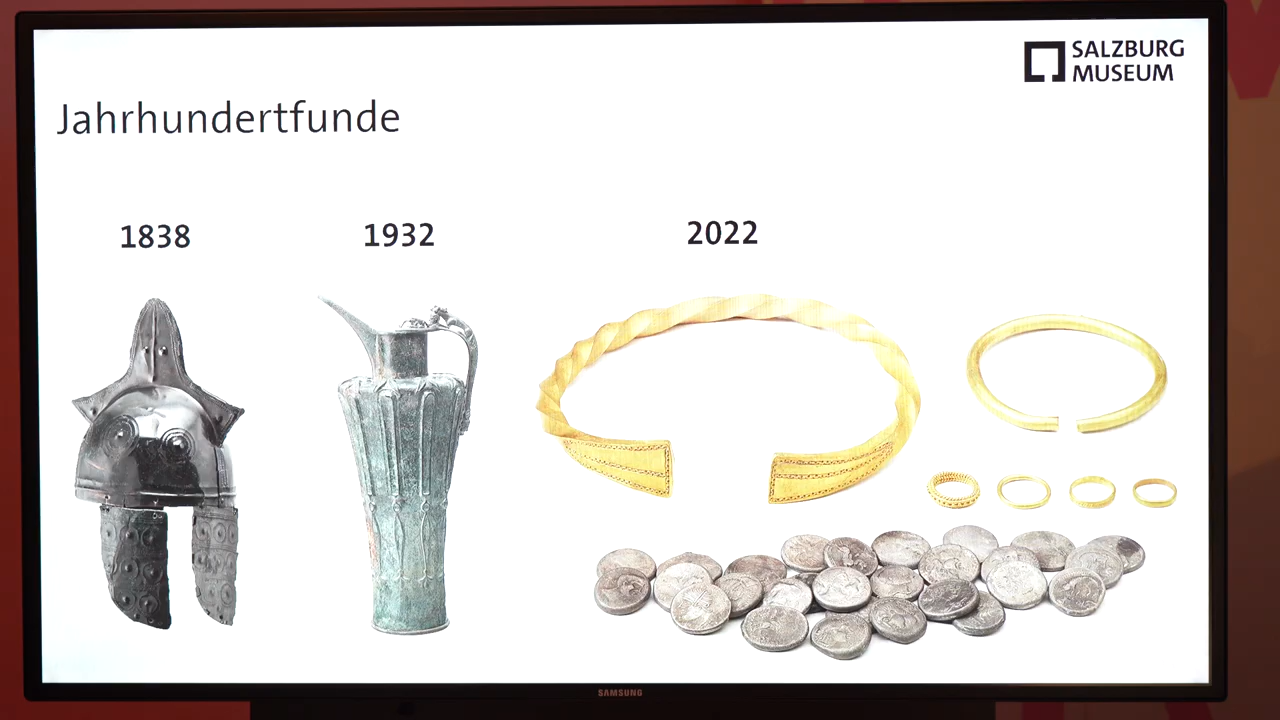 SALZBURG
MUSEUM
Jahrhundertfunde
1838
1932
2022
SAMSUNG